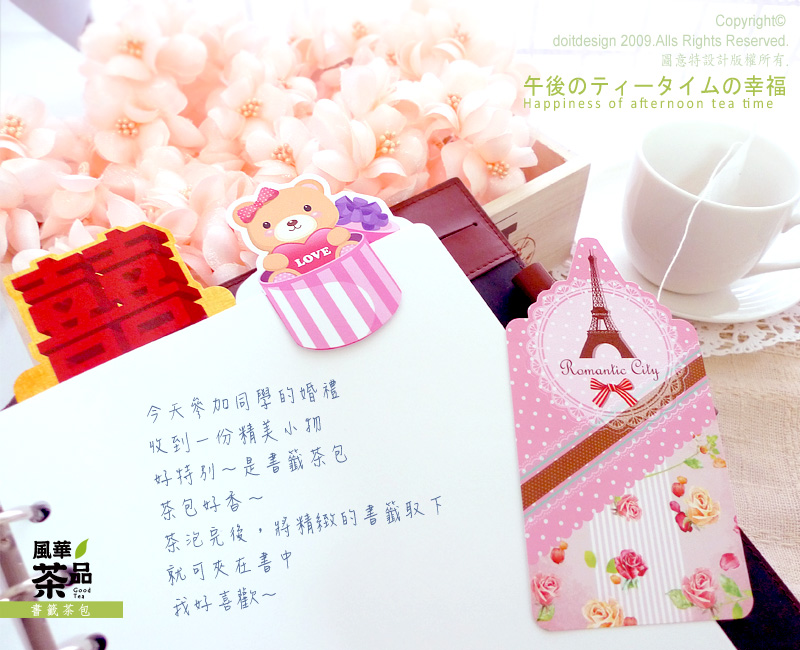 Copyright©
doitdesign 2009.Alls Rights Reserved.
圓意特設計版權所有.
午後のティータイムの幸福
Happiness of afternoon tea time
囍
LOVE
Romantic City
今天參加同學的婚禮
收到一份精美小物
好特別～是書籤茶包
茶包好香～
茶泡完後，將精緻的書籤取下
就可夾在書中
我好喜歡～
風華
茶品
Good
Tea
書籤茶包